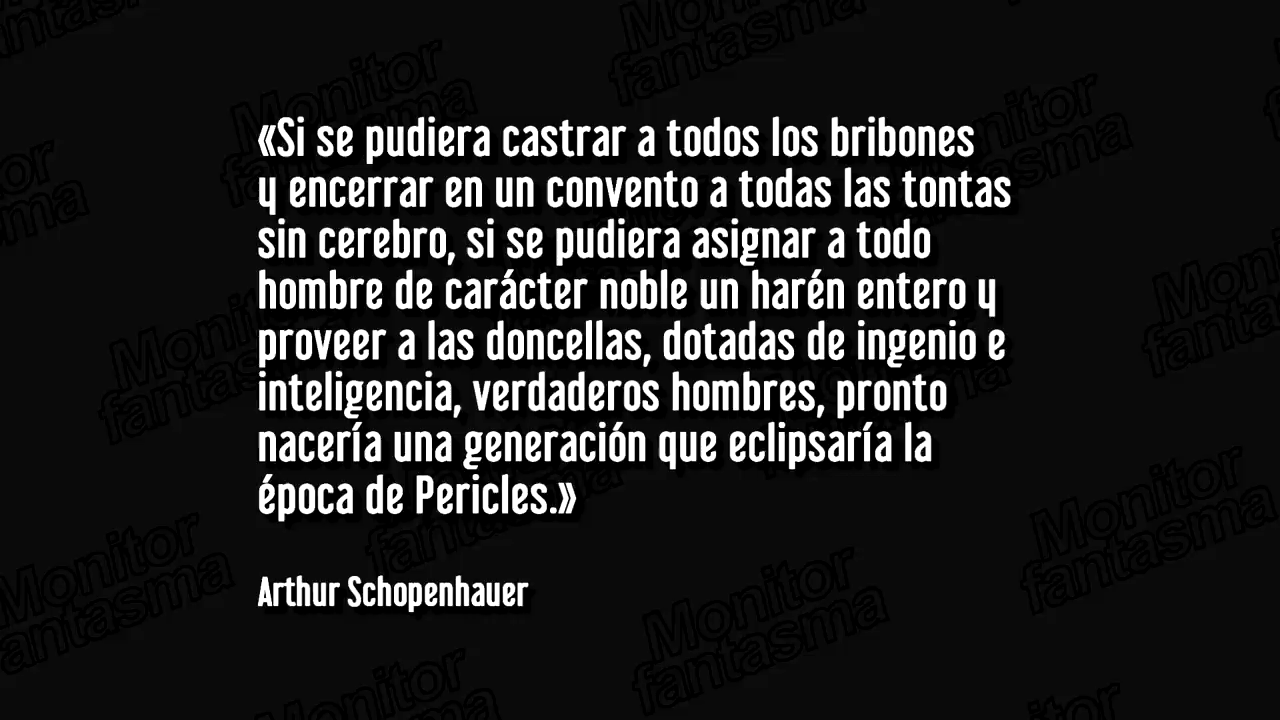 «Si se pudiera castrar a todos los bribones
y encerrar en un convento a todas las tontas
sin cerebro, si se pudiera asignar a todo
hombre de carácter noble un harén entero y
proveer a las doncellas, dotadas de ingenio e
inteligencia, verdaderos hombres, pronto
nacería una generación que eclipsaría la
época de Pericles.»
Arthur Schopenhauer
Monitor
fantasma